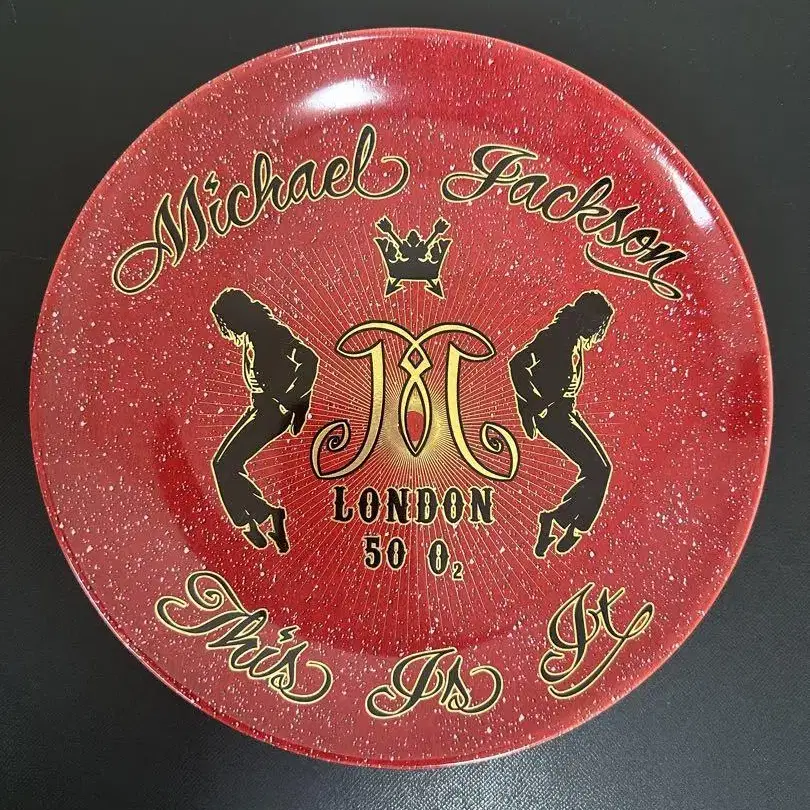 Michael Jackson
M
LONDON
50 O₂
This Is It